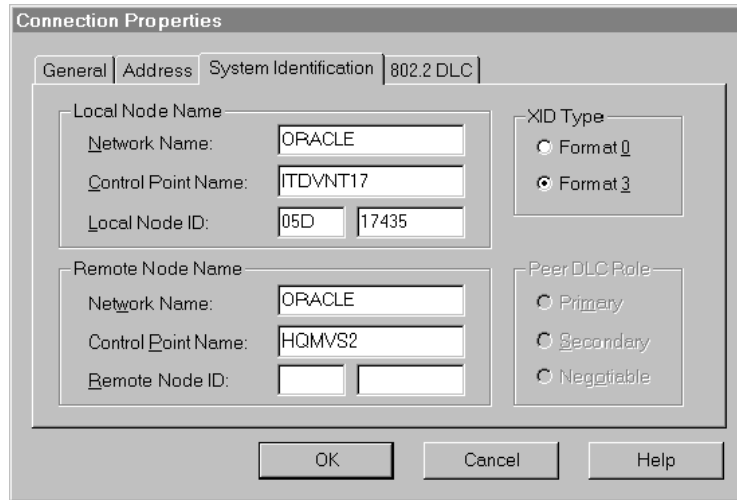 Connection Properties
General Address System Identification 802.2 DLC
Local Node Name
Network Name: ORACLE
Control Point Name: ITDVNT17
Local Node ID: 05D 17435
XID Type
Format 0
Format 3
Remote Node Name
Network Name: ORACLE
Control Point Name: HQMVS2
Remote Node ID:
Peer DLC Role
Primary
Secondary
Negotiable
OK Cancel Help